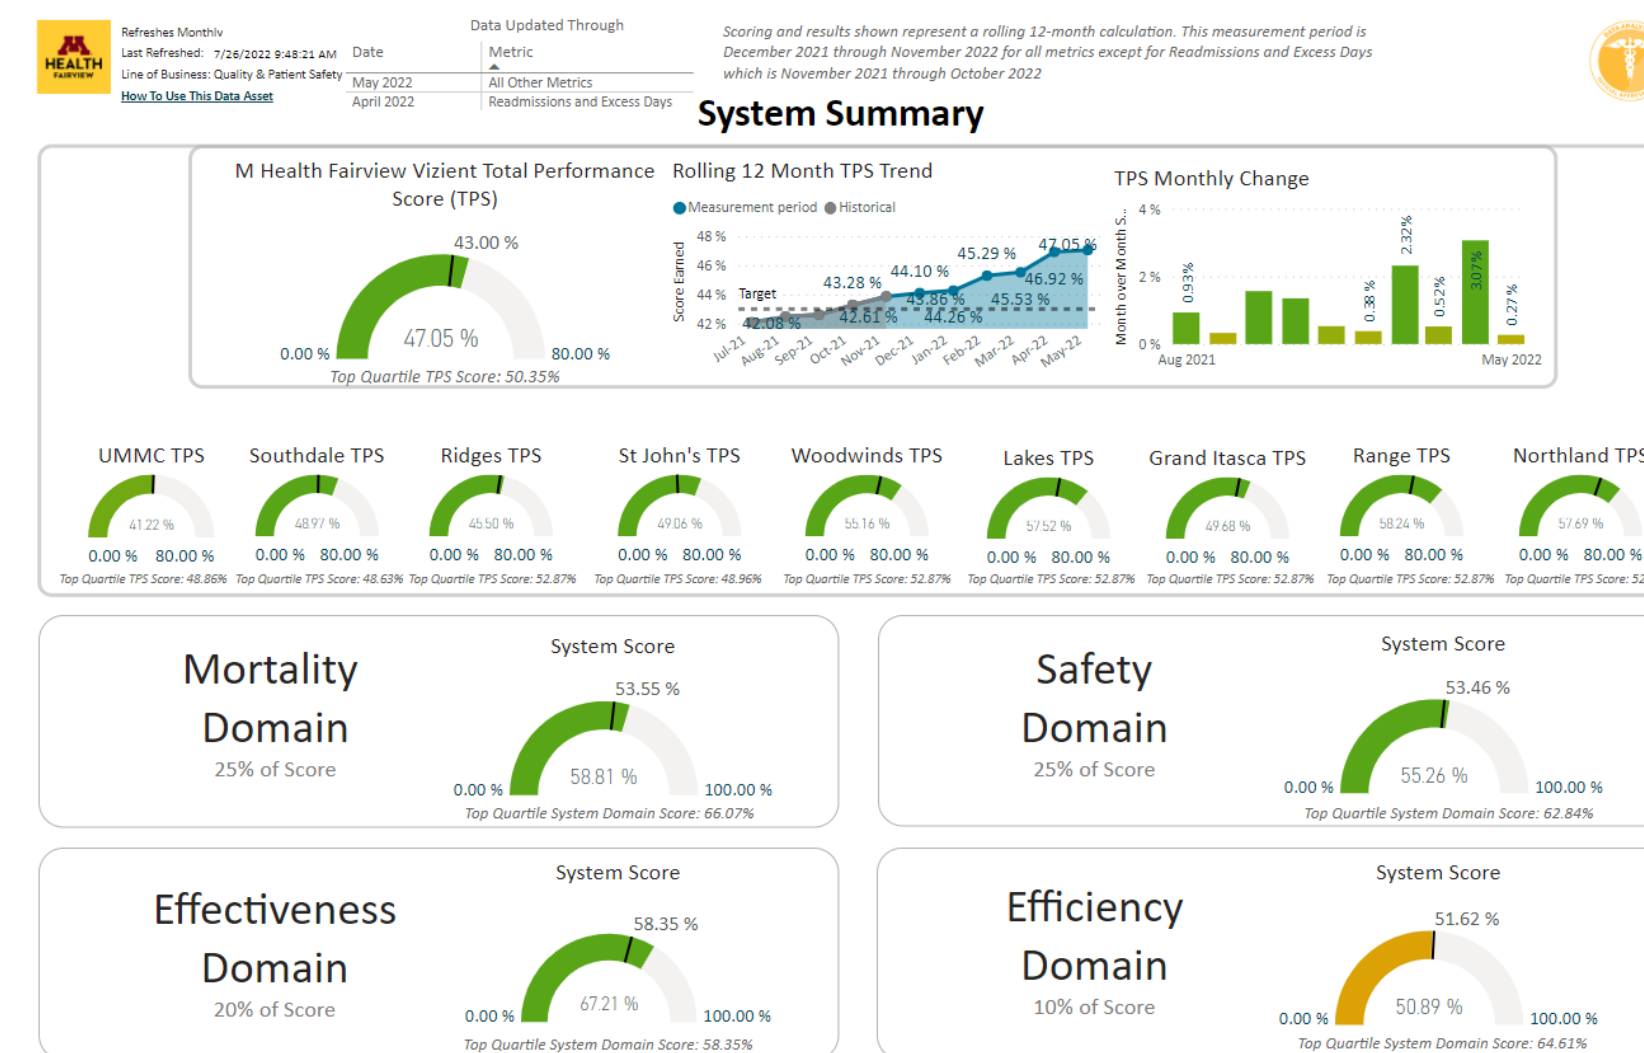 M
HEALTH
FAIRVIEW
Refreshes Monthly
Last Refreshed: 7/26/2022 9:48:21 AM
Line of Business: Quality & Patient Safety
How To Use This Data Asset
Data Updated Through
Date Metric
May 2022 All Other Metrics
April 2022 Readmissions and Excess Days
Scoring and results shown represent a rolling 12-month calculation. This measurement period is
December 2021 through November 2022 for all metrics except for Readmissions and Excess Days
which is November 2021 through October 2022
System Summary
M Health Fairview Vizient Total Performance
Score (TPS)
43.00 %
47.05 %
0.00 % 80.00 %
Top Quartile TPS Score: 50.35%
Rolling 12 Month TPS Trend
Measurement period Historical
Score Earned
48 %
46 %
44 %
42 %
Target
42.08 %
43.28 %
42.61 %
44.10 %
43.86 %
44.26 %
45.29 %
45.53 %
47.05 %
46.92 %
Jul-21 Aug-21 Sep-21 Oct-21 Nov-21 Dec-21 Jan-22 Feb-22 Mar-22 Apr-22 May-22
TPS Monthly Change
Month over Month S...
4 %
2 %
0 %
0.93%
0.38 %
2.32%
0.52%
3.07%
0.27 %
Aug 2021 May 2022
UMMC TPS Southdale TPS Ridges TPS St John's TPS Woodwinds TPS Lakes TPS Grand Itasca TPS Range TPS Northland TPS
41.22 % 48.97 % 45.50 % 49.06 % 55.16 % 57.52 % 49.68 % 58.24 % 57.69 %
0.00 % 80.00 % 0.00 % 80.00 % 0.00 % 80.00 % 0.00 % 80.00 % 0.00 % 80.00 % 0.00 % 80.00 % 0.00 % 80.00 % 0.00 % 80.00 % 0.00 % 80.00 %
Top Quartile TPS Score: 48.86% Top Quartile TPS Score: 48.63% Top Quartile TPS Score: 52.87% Top Quartile TPS Score: 48.96% Top Quartile TPS Score: 52.87% Top Quartile TPS Score: 52.87% Top Quartile TPS Score: 52.87% Top Quartile TPS Score: 52.87% Top Quartile TPS Score: 52
Mortality
Domain
25% of Score
System Score
53.55 %
58.81 %
0.00 % 100.00 %
Top Quartile System Domain Score: 66.07%
Safety
Domain
25% of Score
System Score
53.46 %
55.26 %
0.00 % 100.00 %
Top Quartile System Domain Score: 62.84%
Effectiveness
Domain
20% of Score
System Score
58.35 %
67.21 %
0.00 % 100.00 %
Top Quartile System Domain Score: 58.35%
Efficiency
Domain
10% of Score
System Score
51.62 %
50.89 %
0.00 % 100.00 %
Top Quartile System Domain Score: 64.61%